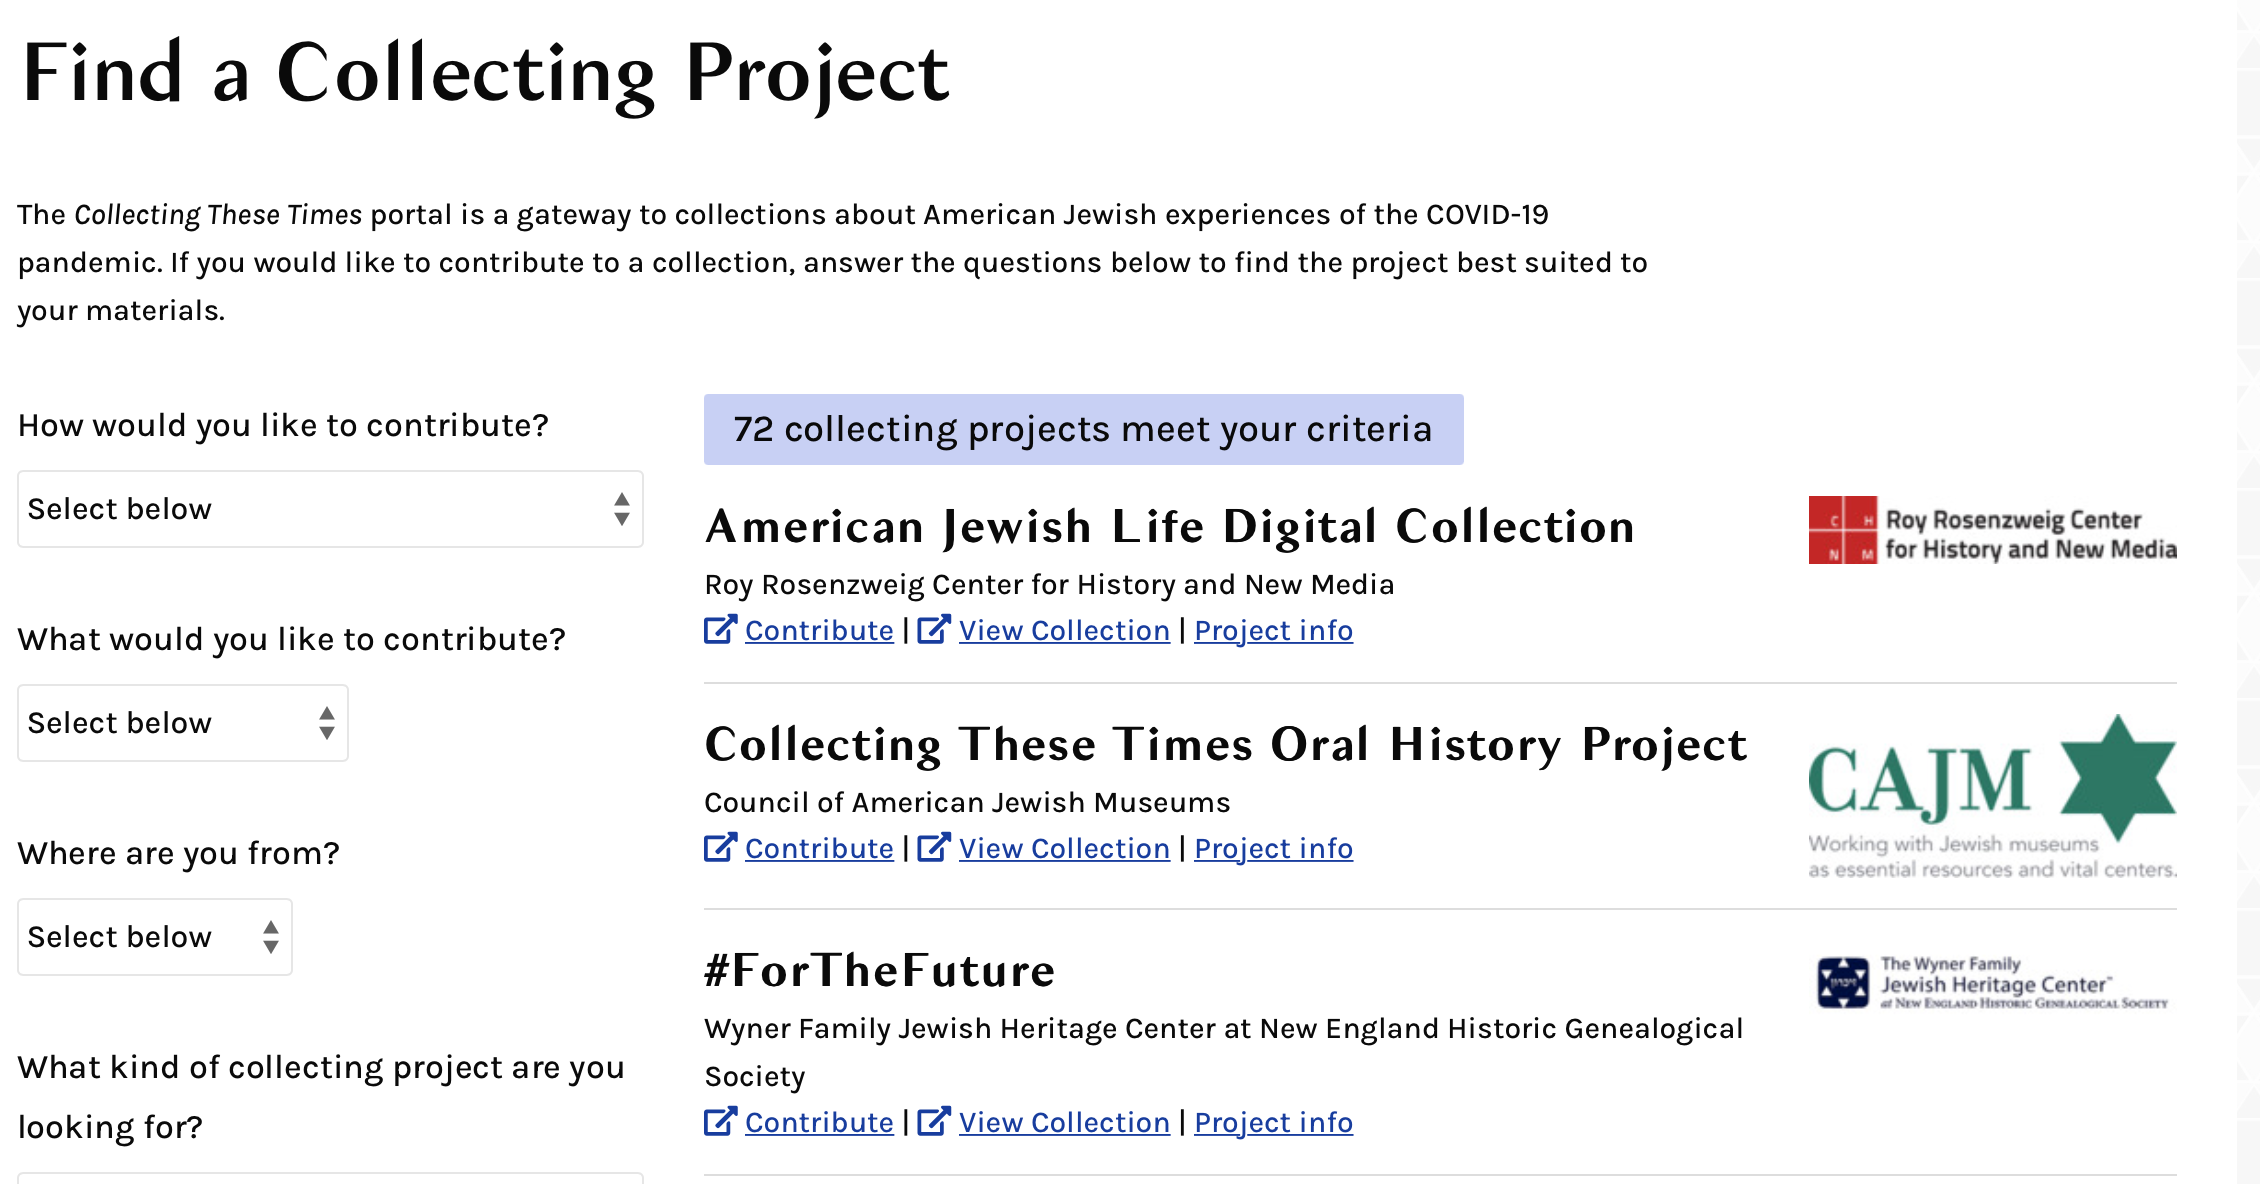 Find a Collecting Project
The Collecting These Times portal is a gateway to collections about American Jewish experiences of the COVID-19
pandemic. If you would like to contribute to a collection, answer the questions below to find the project best suited to
your materials.
How would you like to contribute?
Select below
What would you like to contribute?
Select below
Where are you from?
Select below
What kind of collecting project are you
looking for?
72 collecting projects meet your criteria
American Jewish Life Digital Collection
Roy Rosenzweig Center for History and New Media
Contribute | View Collection | Project info
C H
N M
Roy Rosenzweig Center
for History and New Media
Collecting These Times Oral History Project
Council of American Jewish Museums
Contribute | View Collection | Project info
CAJM
Working with Jewish museums
as essential resources and vital centers.
#ForTheFuture
Wyner Family Jewish Heritage Center at New England Historic Genealogical
Society
Contribute | View Collection | Project info
The Wyner Family
Jewish Heritage Center™
at New England Historic Genealogical Society